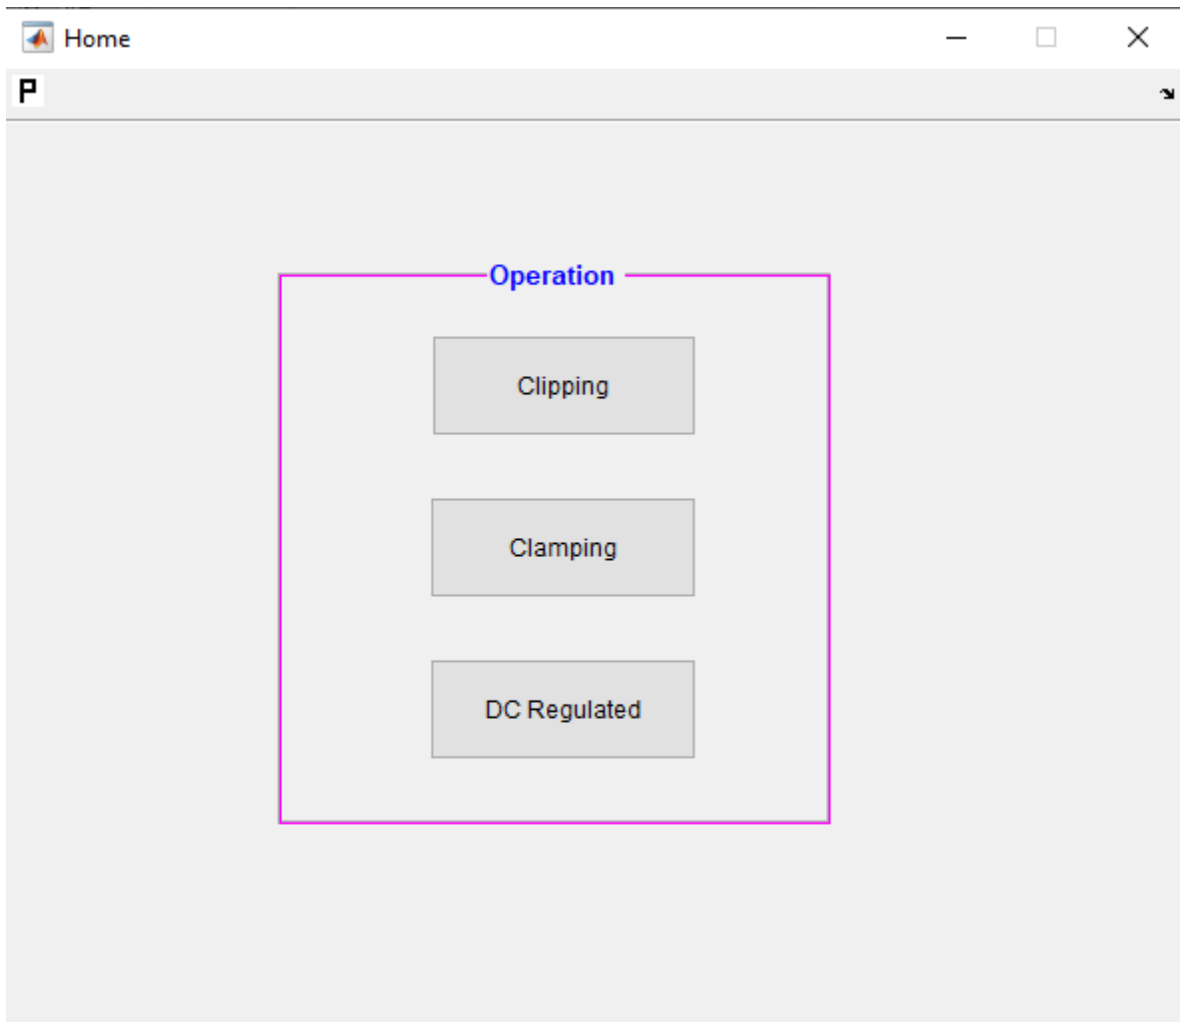 Home
P
Operation
Clipping
Clamping
DC Regulated